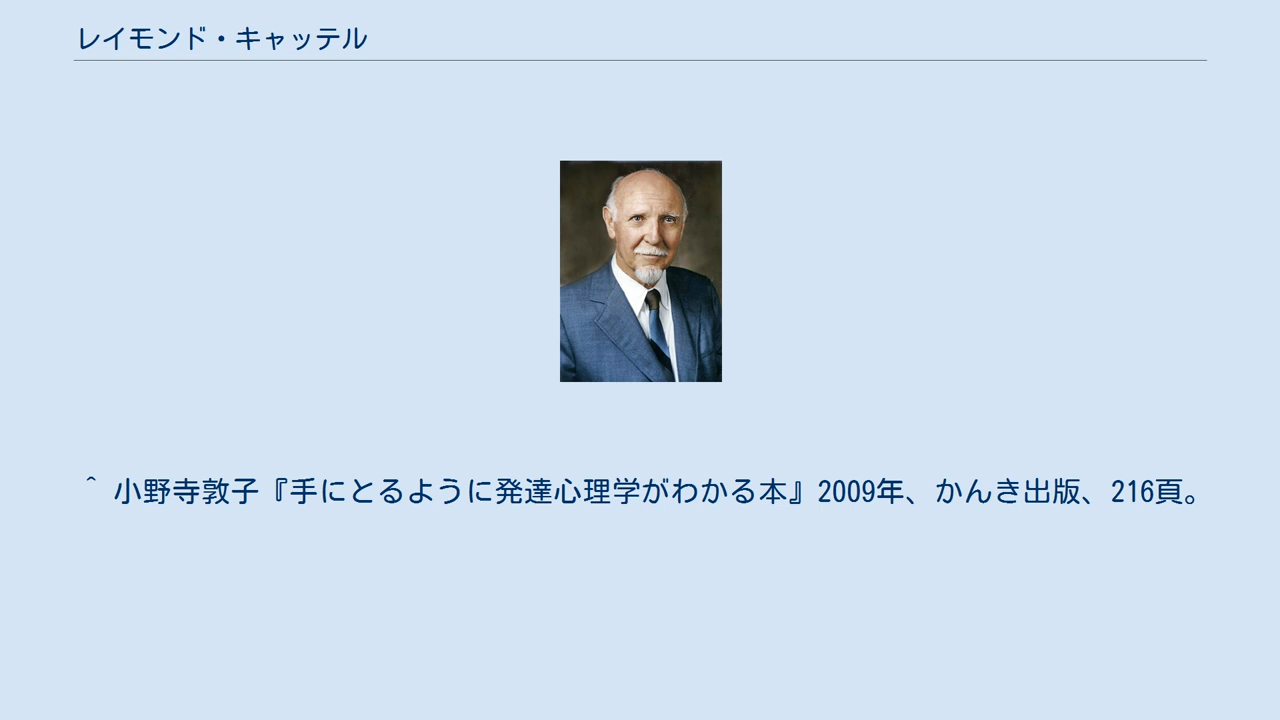 レイモンド・キャッテル
^ 小野寺敦子『手にとるように発達心理学がわかる本』2009年、かんき出版、216頁。